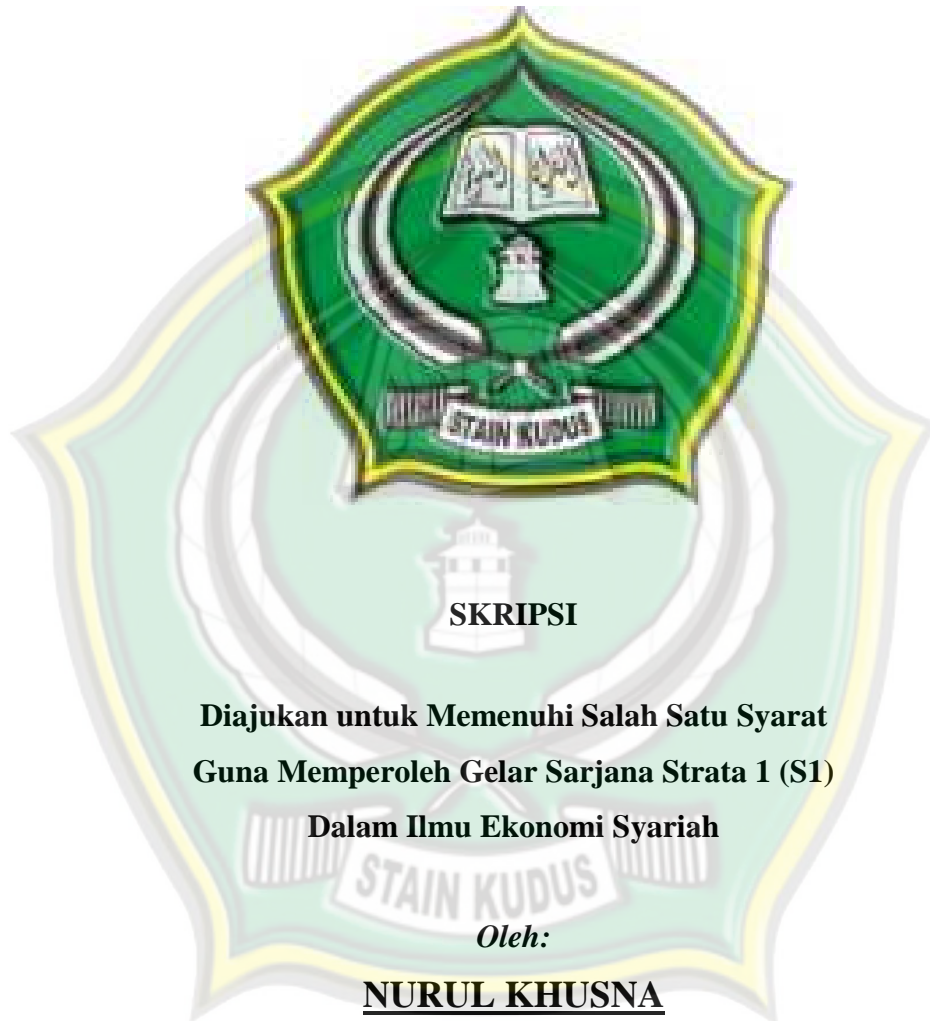 STAIN KUDUS
SKRIPSI
Diajukan untuk Memenuhi Salah Satu Syarat
Guna Memperoleh Gelar Sarjana Strata 1 (S1)
Dalam Ilmu Ekonomi Syariah
STAIN KUDUS
Oleh:
NURUL KHUSNA